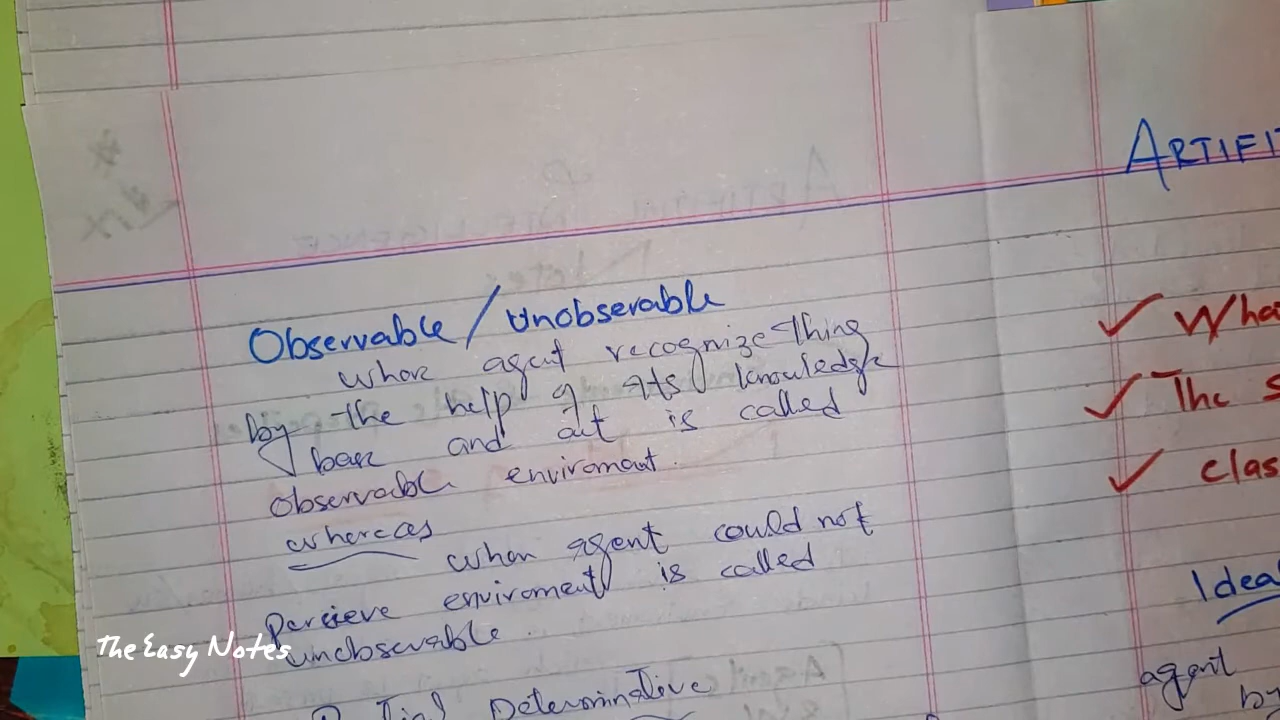 Observable / Unobserable
when agent recognize thing
by the help of its knowledge
base and act is called
Observable enviroment.
whereas
when agent could not
percieve enviroment is called
unobservable.
Determinative
The Easy Notes
ARTIFI
✓ Wha
✓ The S
✓ clas
Idea
agent
by